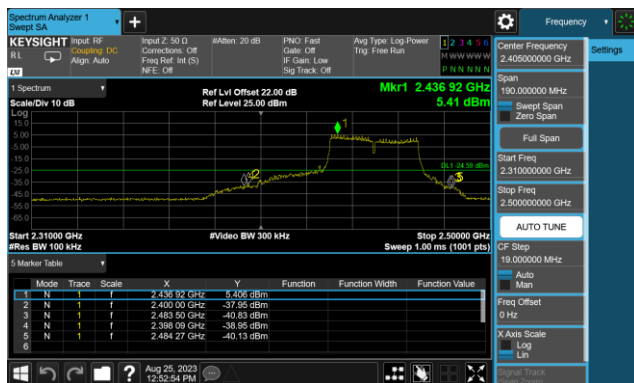 Spectrum Analyzer 1
Swept SA
Frequency
KEYSIGHT
RL
LXI
Input: RF
Coupling: DC
Align: Auto
Input Z: 50 Ω
Corrections: Off
Freq Ref: Int (S)
NFE: Off
#Atten: 20 dB
PNO: Fast
Gate: Off
IF Gain: Low
Sig Track: Off
Avg Type: Log-Power
Trig: Free Run
1 2 3 4 5 6
M W W W W W
P N N N N N
Settings
Center Frequency
2.405000000 GHz
Span
190.000000 MHz
Swept Span
Zero Span
Full Span
Start Freq
2.310000000 GHz
Stop Freq
2.500000000 GHz
AUTO TUNE
CF Step
19.000000 MHz
Auto
Man
Freq Offset
0 Hz
X Axis Scale
Log
Lin
Signal Track
1 Spectrum
Scale/Div 10 dB
Ref Lvl Offset 22.00 dB
Ref Level 25.00 dBm
Mkr1 2.436 92 GHz
5.41 dBm
Log
15.0
5.00
-5.00
-15.0
-25.0
-35.0
-45.0
-55.0
-65.0
1
2
DL1 -24.59 dBm
Start 2.31000 GHz
#Res BW 100 kHz
#Video BW 300 kHz
Stop 2.50000 GHz
Sweep 1.00 ms (1001 pts)
5 Marker Table
Mode Trace Scale X Y Function Function Width Function Value
1 N 1 f 2.436 92 GHz 5.406 dBm
2 N 1 f 2.400 00 GHz -37.95 dBm
3 N 1 f 2.483 50 GHz -40.83 dBm
4 N 1 f 2.398 09 GHz -38.95 dBm
5 N 1 f 2.484 27 GHz -40.13 dBm
6
?
Aug 25, 2023
12:52:54 PM